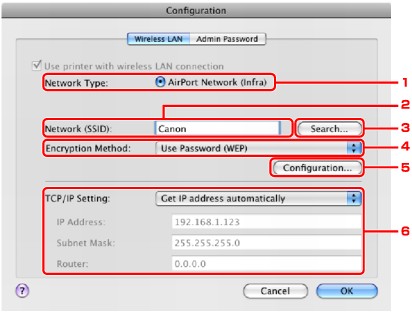 Configuration
Wireless LAN Admin Password
Use printer with wireless LAN connection
Network Type: AirPort Network (Infra) 1
2
Network (SSID): Canon Search... 3
Encryption Method: Use Password (WEP) 4
Configuration... 5
TCP/IP Setting: Get IP address automatically
IP Address: 192.168.1.123
Subnet Mask: 255.255.255.0 6
Router: 0.0.0.0
? Cancel OK